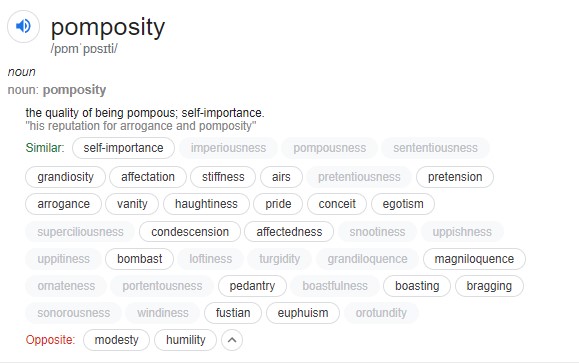 pomposity
/pɒmˈpɒsɪti/
noun
noun: pomposity
the quality of being pompous; self-importance.
"his reputation for arrogance and pomposity"
Similar: self-importance imperiousness pompousness sententiousness
grandiosity affectation stiffness airs pretentiousness pretension
arrogance vanity haughtiness pride conceit egotism
superciliousness condescension affectedness snootiness uppishness
uppitiness bombast loftiness turgidity grandiloquence magniloquence
ornateness portentousness pedantry boastfulness boasting bragging
sonorousness windiness fustian euphuism orotundity
Opposite: modesty humility